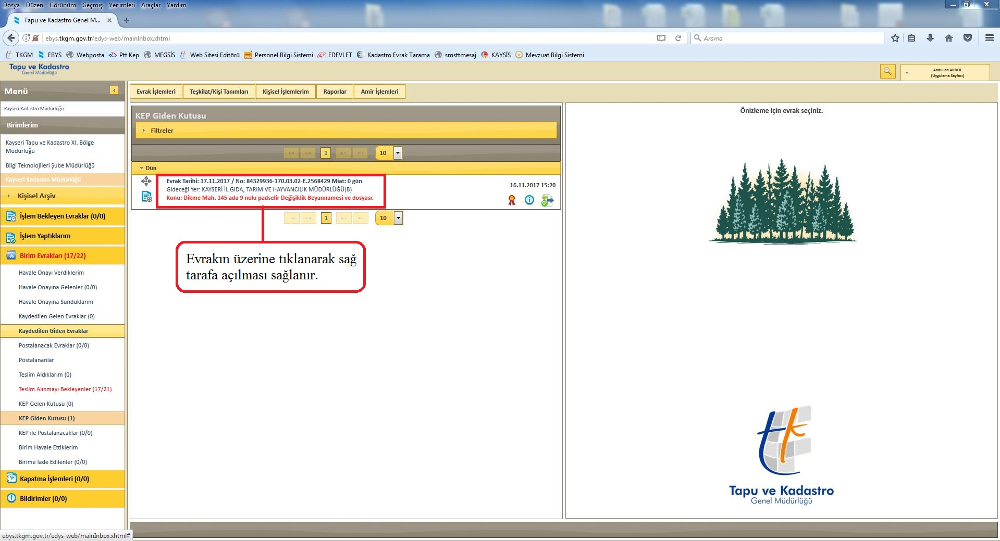 Dosya Düzen Görünüm Geçmiş Yer imleri Araçlar Yardım
Tapu ve Kadastro Genel M...
ebys.tkgm.gov.tr/edys-web/mainInbox.xhtml
Arama
TKGM EBYS Webposta Ptt Kep MEGSİS Web Sitesi Editörü Personel Bilgi Sistemi EDEVLET Kadastro Evrak Tarama smsttmesaj KAYSİS Mevzuat Bilgi Sistemi
Tapu ve Kadastro
Genel Müdürlüğü
Abdullah AKDÖL
(Uygulama Sayfası)
Menü
Kayseri Kadastro Müdürlüğü
Birimlerim
Kayseri Tapu ve Kadastro XI. Bölge
Müdürlüğü
Bilgi Teknolojileri Şube Müdürlüğü
Kayseri Kadastro Müdürlüğü
Kişisel Arşiv
İşlem Bekleyen Evraklar (0/0)
İşlem Yaptıklarım
Birim Evrakları (17/22)
Havale Onayı Verdiklerim
Havale Onayına Gelenler (0/0)
Havale Onayına Sunduklarım
Kaydedilen Gelen Evraklar (0)
Kaydedilen Giden Evraklar
Postalanacak Evraklar (0/0)
Postalananlar
Teslim Aldıklarım (0)
Teslim Alınmayı Bekleyenler (17/21)
KEP Gelen Kutusu (0)
KEP Giden Kutusu (1)
KEP ile Postalanacaklar (0/0)
Birim Havale Ettiklerim
Birime İade Edilenler (0/0)
Kapatma İşlemleri (0/0)
Bildirimler (0/0)
ebys.tkgm.gov.tr/edys-web/mainInbox.xhtml#
Evrak İşlemleri Teşkilat/Kişi Tanımları Kişisel İşlemlerim Raporlar Amir İşlemleri
KEP Giden Kutusu
Filtreler
1 10
Dün
Evrak Tarihi: 17.11.2017 / No: 84329936-170.03.02-E.2568429 Miat: 0 gün
Gideceği Yer: KAYSERİ İL GIDA, TARIM VE HAYVANCILIK MÜDÜRLÜĞÜ(B)
Konu: Dikme Mah. 145 ada 9 nolu padselir Değişiklik Beyannamesi ve dosyası.
16.11.2017 15:20
1 10
Evrakın üzerine tıklanarak sağ
tarafa açılması sağlanır.
Önizleme için evrak seçiniz.
Tapu ve Kadastro
Genel Müdürlüğü